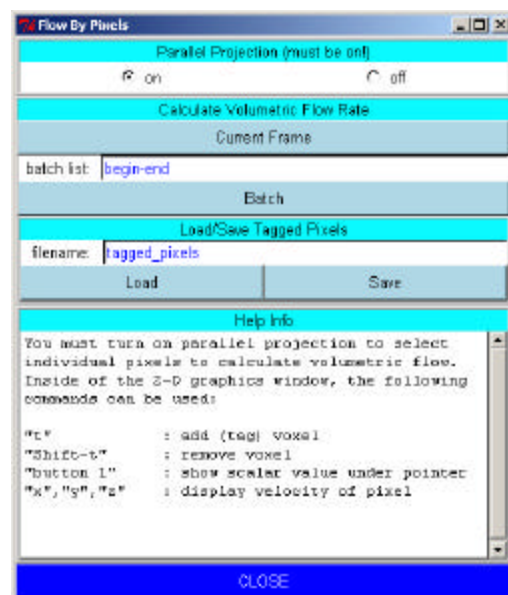 Flow By Pixels
Parallel Projection (must be on!)
on off
Calculate Volumetric Flow Rate
Current Frame
batch list: begin-end
Batch
Load/Save Tagged Pixels
filename: tagged_pixels
Load Save
Help Info
You must turn on parallel projection to select
individual pixels to calculate volumetric flow.
Inside of the 2-D graphics window, the following
commands can be used:
"t" : add (tag) voxel
"Shift-t" : remove voxel
"button 1" : show scalar value under pointer
"x","y","z" : display velocity of pixel
CLOSE